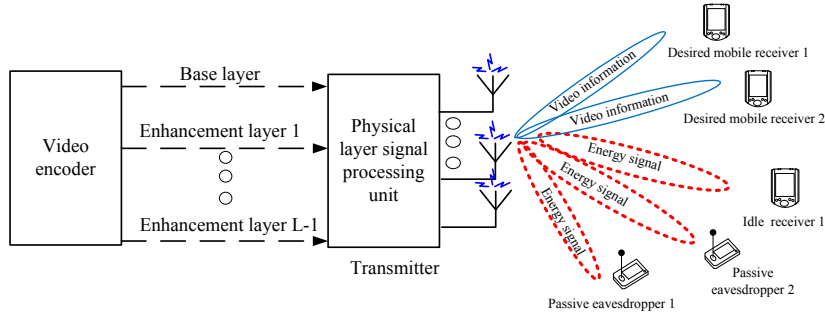 Base layer
Video
encoder
Enhancement layer 1
Enhancement layer L-1
Physical
layer signal
processing
unit
Transmitter
Video information
Video information
Energy signal
Energy signal
Energy signal
Desired mobile receiver 1
Desired mobile receiver 2
Idle receiver 1
Passive
eavesdropper 2
Passive eavesdropper 1